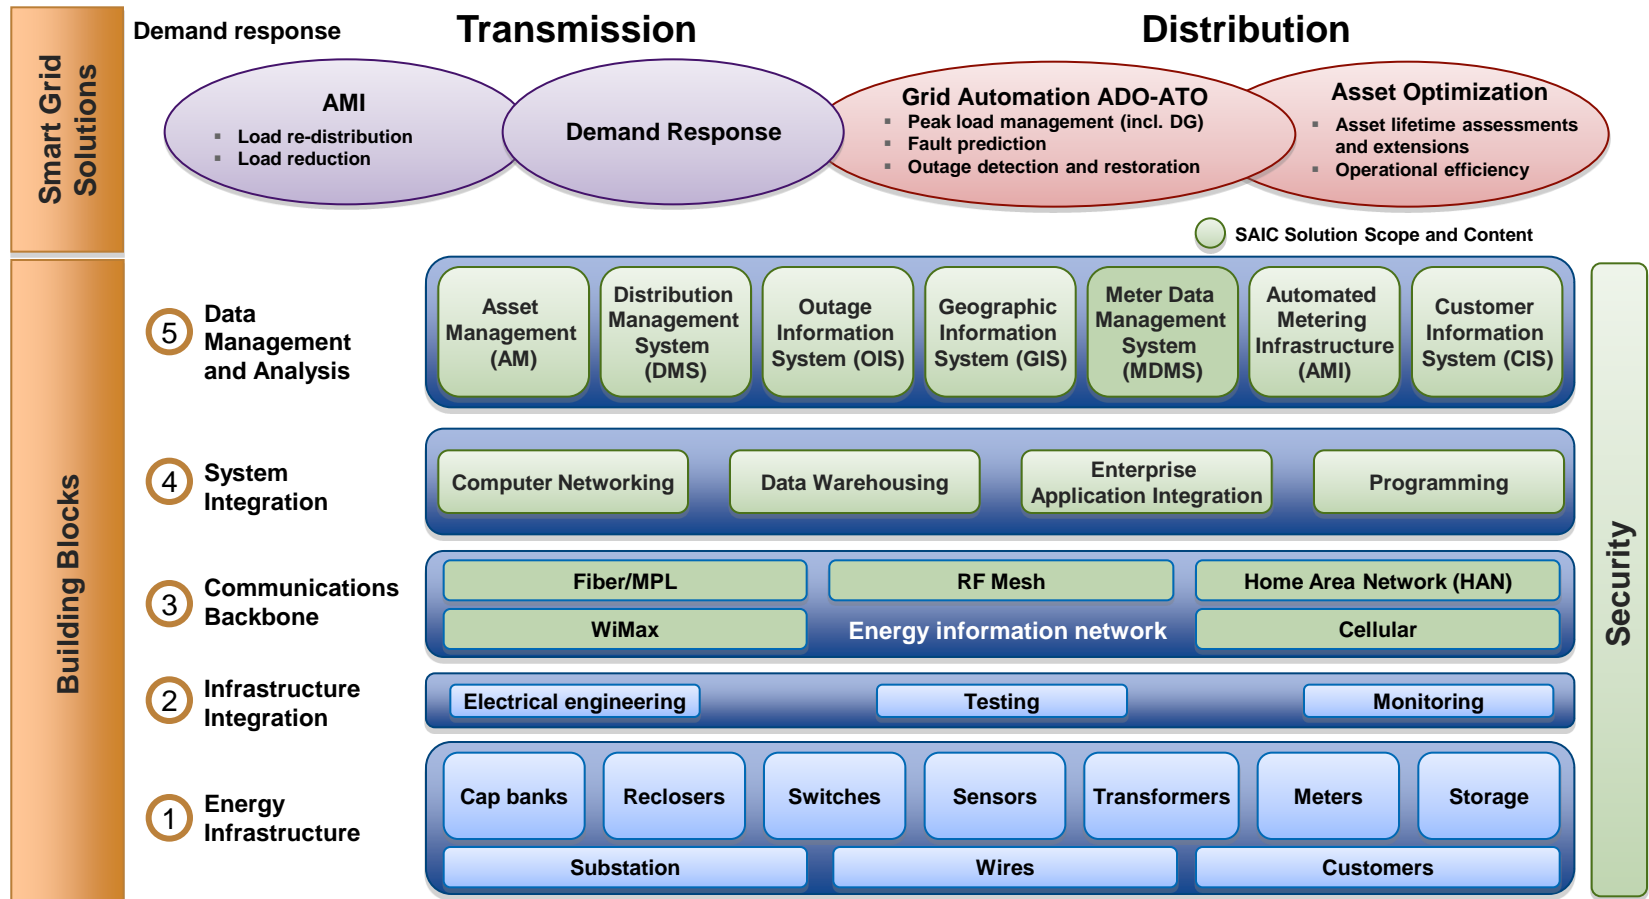 Smart Grid
Solutions
Demand response
Transmission
Distribution
AMI
Load re-distribution
Load reduction
Demand Response
Grid Automation ADO-ATO
Peak load management (incl. DG)
Fault prediction
Outage detection and restoration
Asset Optimization
Asset lifetime assessments
and extensions
Operational efficiency
SAIC Solution Scope and Content
Building Blocks
5
Data
Management
and Analysis
Asset
Management
(AM)
Distribution
Management
System
(DMS)
Outage
Information
System (OIS)
Geographic
Information
System (GIS)
Meter Data
Management
System
(MDMS)
Automated
Metering
Infrastructure
(AMI)
Customer
Information
System (CIS)
4
System
Integration
Computer Networking
Data Warehousing
Enterprise
Application Integration
Programming
3
Communications
Backbone
Fiber/MPL
RF Mesh
Home Area Network (HAN)
WiMax
Energy information network
Cellular
2
Infrastructure
Integration
Electrical engineering
Testing
Monitoring
1
Energy
Infrastructure
Cap banks
Reclosers
Switches
Sensors
Transformers
Meters
Storage
Substation
Wires
Customers
Security